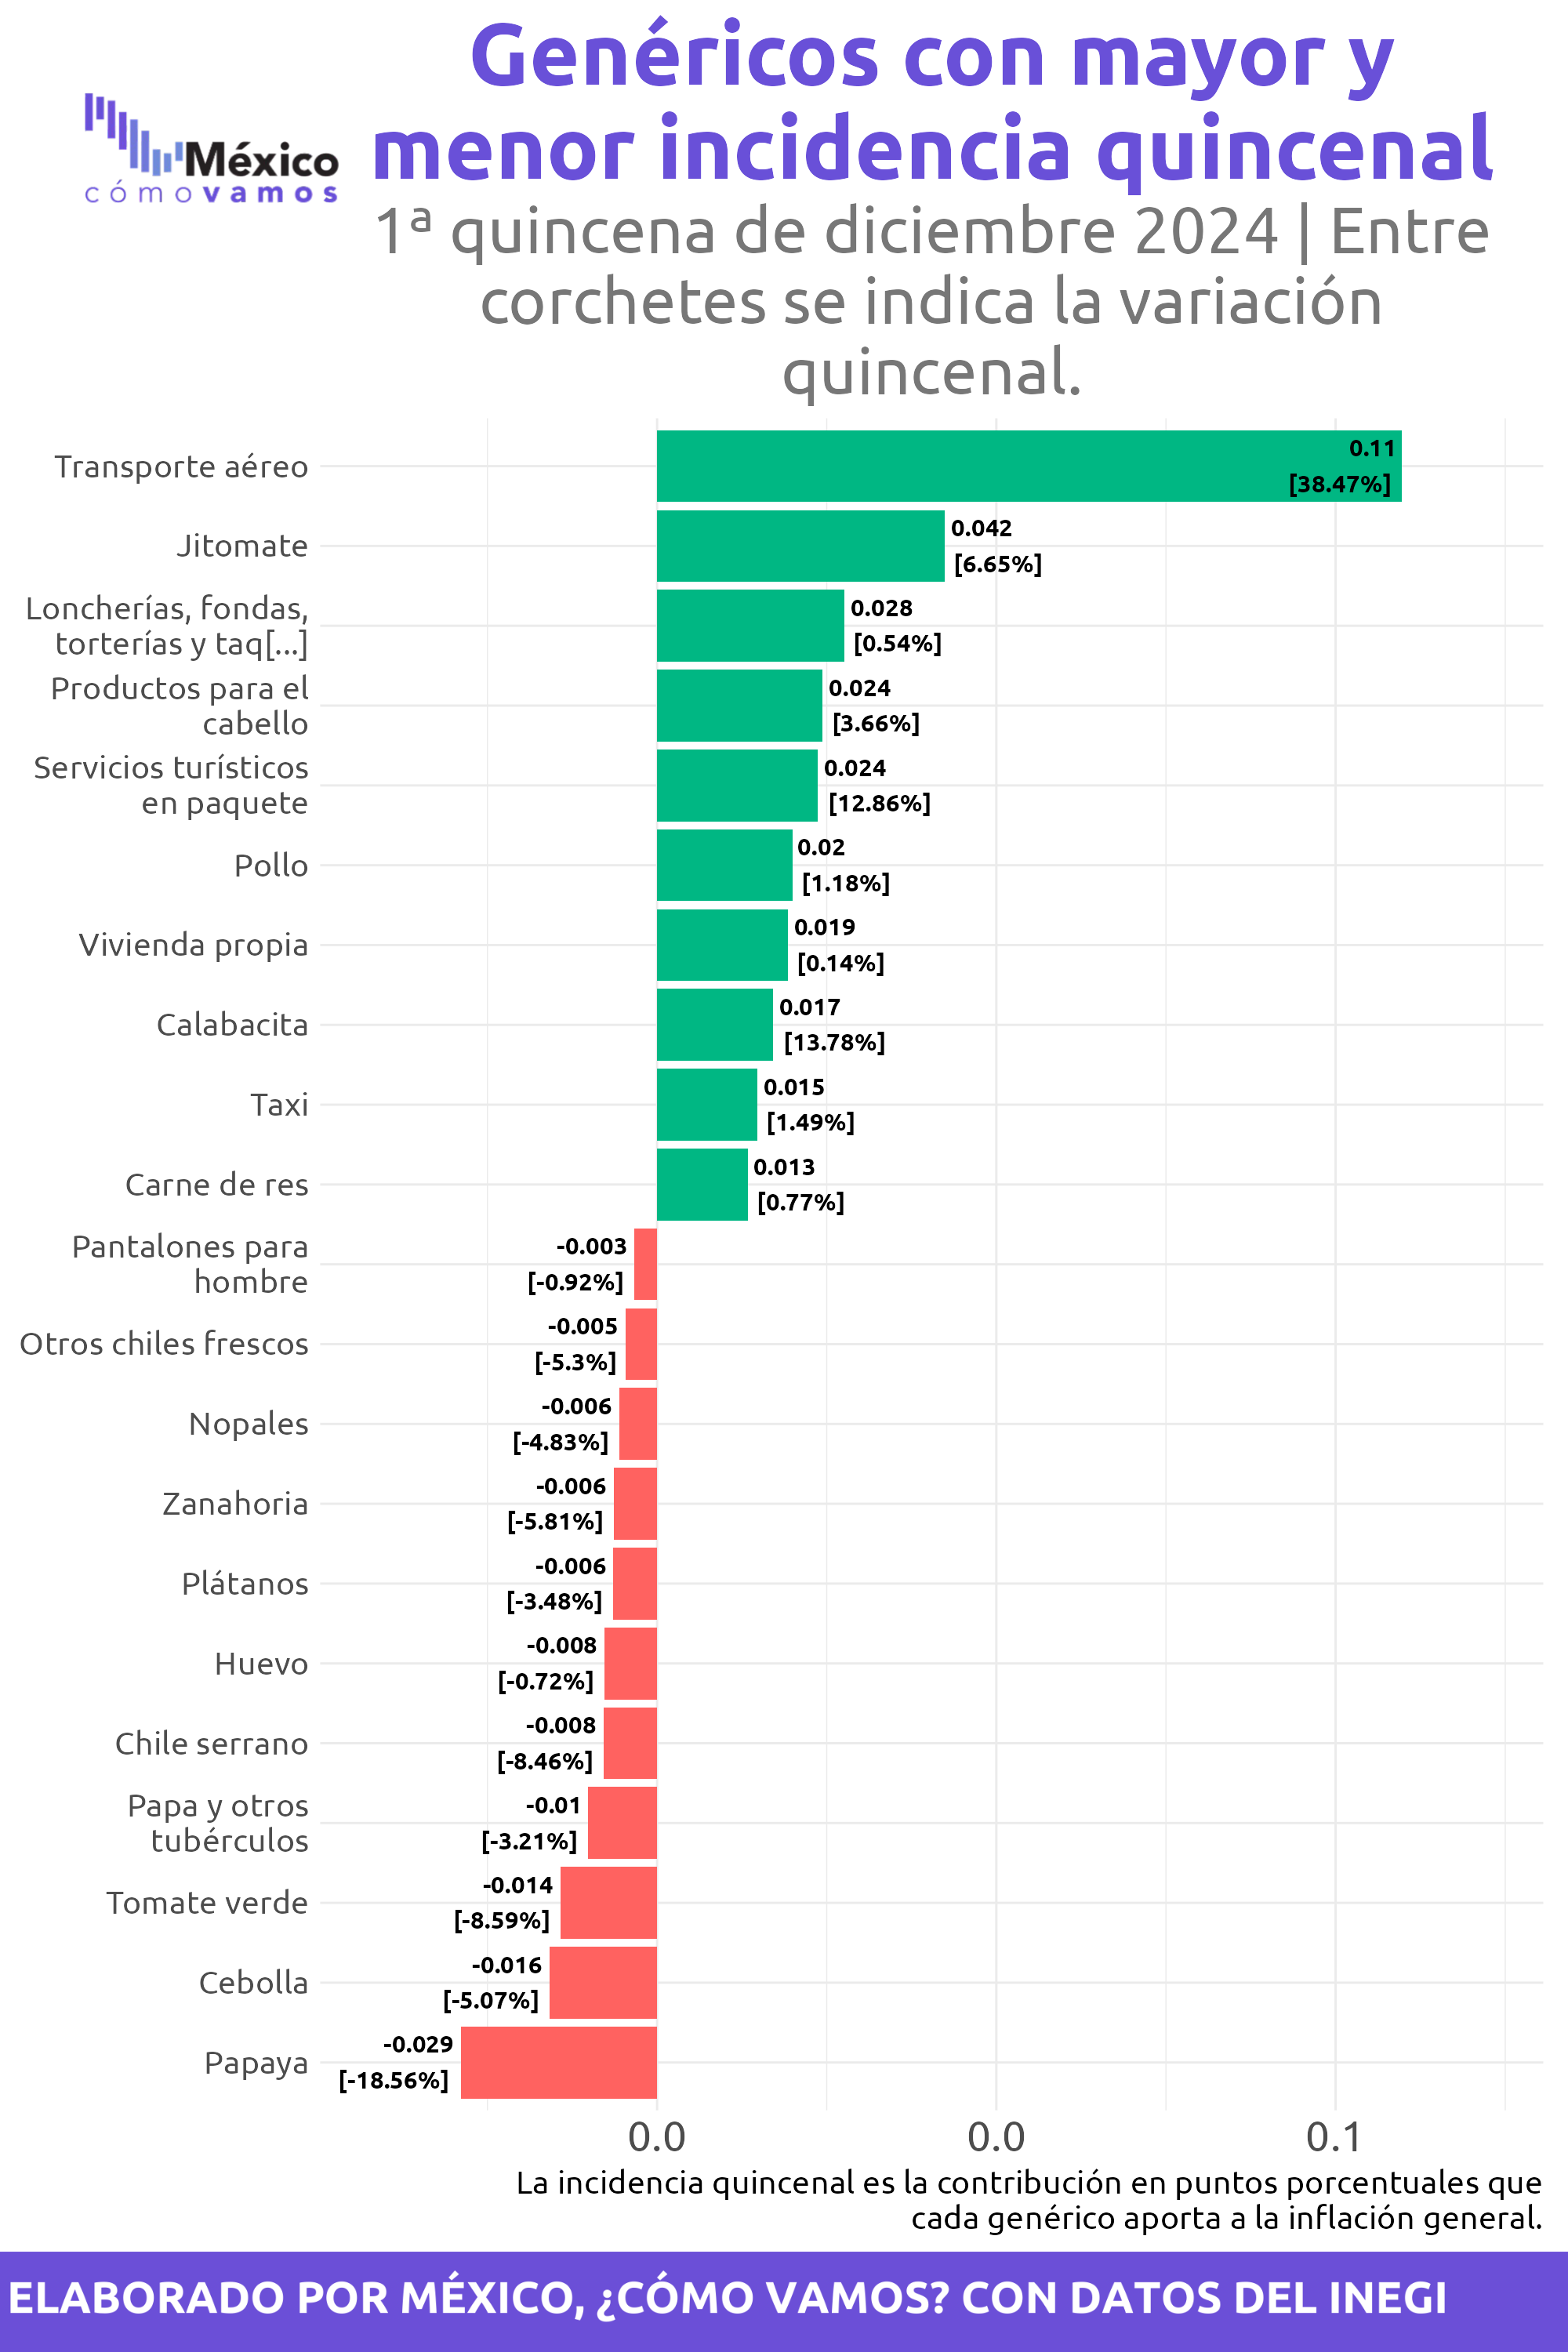 Genéricos con mayor y
menor incidencia quincenal
México
cómovamos
1ª quincena de diciembre 2024 | Entre
corchetes se indica la variación
quincenal.
Transporte aéreo
0.11
[38.47%]
Jitomate
0.042
[6.65%]
Loncherías, fondas,
torterías y taq[...]
0.028
[0.54%]
Productos para el
cabello
0.024
[3.66%]
Servicios turísticos
en paquete
0.024
[12.86%]
Pollo
0.02
[1.18%]
Vivienda propia
0.019
[0.14%]
Calabacita
0.017
[13.78%]
Taxi
0.015
[1.49%]
Carne de res
0.013
[0.77%]
Pantalones para
hombre
-0.003
[-0.92%]
Otros chiles frescos
-0.005
[-5.3%]
Nopales
-0.006
[-4.83%]
Zanahoria
-0.006
[-5.81%]
Plátanos
-0.006
[-3.48%]
Huevo
-0.008
[-0.72%]
Chile serrano
-0.008
[-8.46%]
Papa y otros
tubérculos
-0.01
[-3.21%]
Tomate verde
-0.014
[-8.59%]
Cebolla
-0.016
[-5.07%]
Papaya
-0.029
[-18.56%]
0.0 0.0 0.1
La incidencia quincenal es la contribución en puntos porcentuales que
cada genérico aporta a la inflación general.
ELABORADO POR MÉXICO, ¿CÓMO VAMOS? CON DATOS DEL INEGI